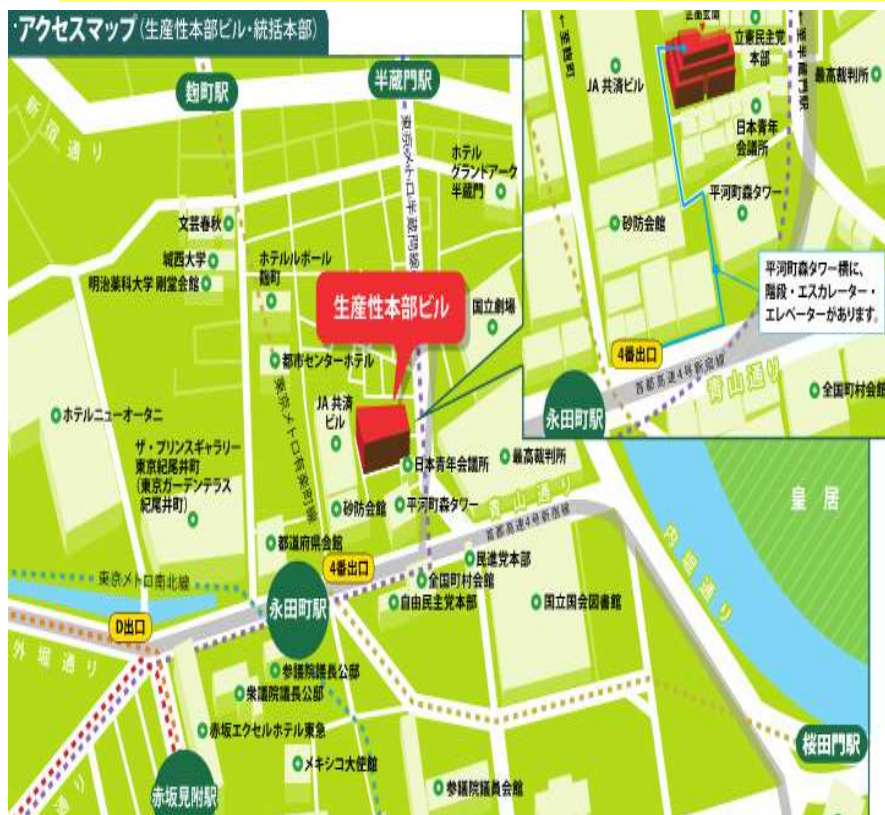 ・アクセスマップ(生産性本部ビル・統括本部)
麹町駅
半蔵門駅
新宿通り
東京メトロ半蔵門線
ホテル
グランドアーク
半蔵門
文芸春秋
城西大学
明治薬科大学 剛堂会館
ホテルルポール
麹町
生産性本部ビル
国立劇場
都市センターホテル
東京メトロ有楽町線
JA 共済
ビル
ホテルニューオータニ
ザ・プリンスギャラリー
東京紀尾井町
(東京ガーデンテラス
紀尾井町)
日本青年会議所
最高裁判所
砂防会館
平河町森タワー
青山通り
首都高速4号新宿線
都道府県会館
4番出口
民進党本部
全国町村会館
自由民主党本部
国立国会図書館
東京メトロ南北線
永田町駅
D出口
外堀通り
参議院議長公邸
衆議院議長公邸
赤坂エクセルホテル東急
メキシコ大使館
赤坂見附駅
参議院議員会館
内堀通り
皇居
桜田門駅
←至麹町
正面玄関
立憲民主党
本部
至半蔵門駅
JA 共済ビル
最高裁判所
日本青年
会議所
平河町森タワー
砂防会館
平河町森タワー横に、
階段・エスカレーター・
エレベーターがあります。
4番出口
首都高速4号新宿線
青山通り
永田町駅
全国町村会館